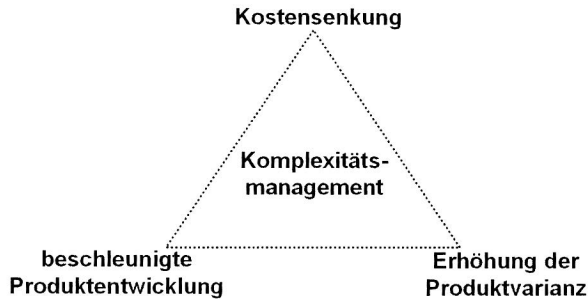 Kostensenkung
Komplexitäts-
management
beschleunigte
Produktentwicklung
Erhöhung der
Produktvarianz